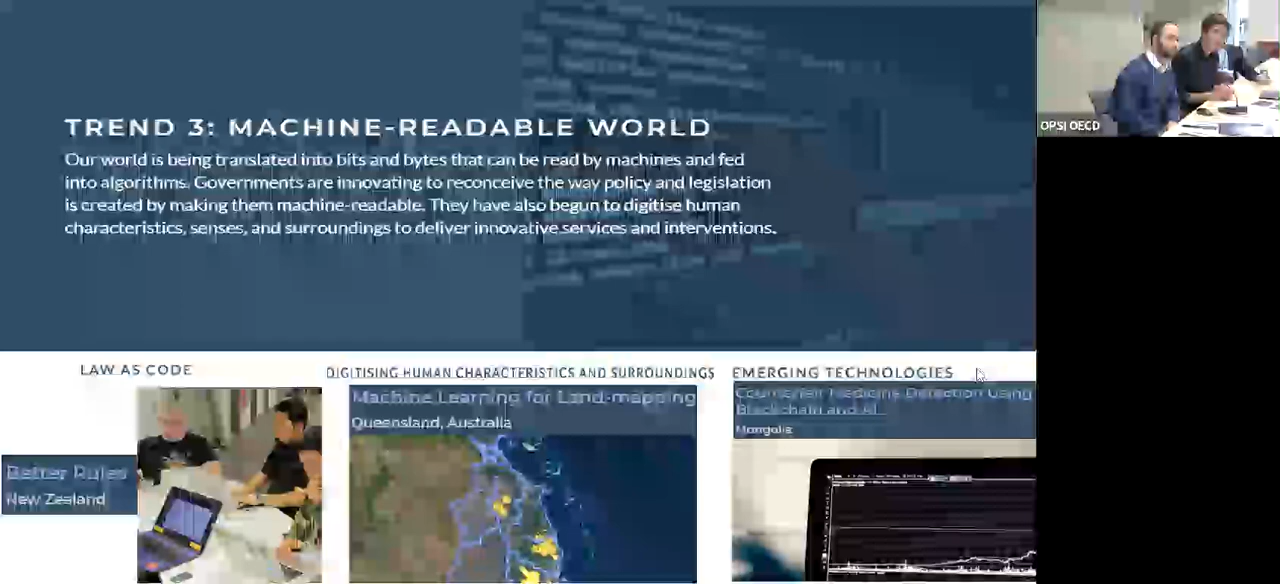 TREND 3: MACHINE-READABLE WORLD
Our world is being translated into bits and bytes that can be read by machines and fed
into algorithms. Governments are innovating to reconceive the way policy and legislation
is created by making them machine-readable. They have also begun to digitise human
characteristics, senses, and surroundings to deliver innovative services and interventions.
OPSI OECD
LAW AS CODE
Better Rules
New Zealand
DIGITISING HUMAN CHARACTERISTICS AND SURROUNDINGS
Machine Learning for Land-mapping
Queensland, Australia
EMERGING TECHNOLOGIES
Counterfeit Medicine Detection Using
Blockchain and AI
Mongolia